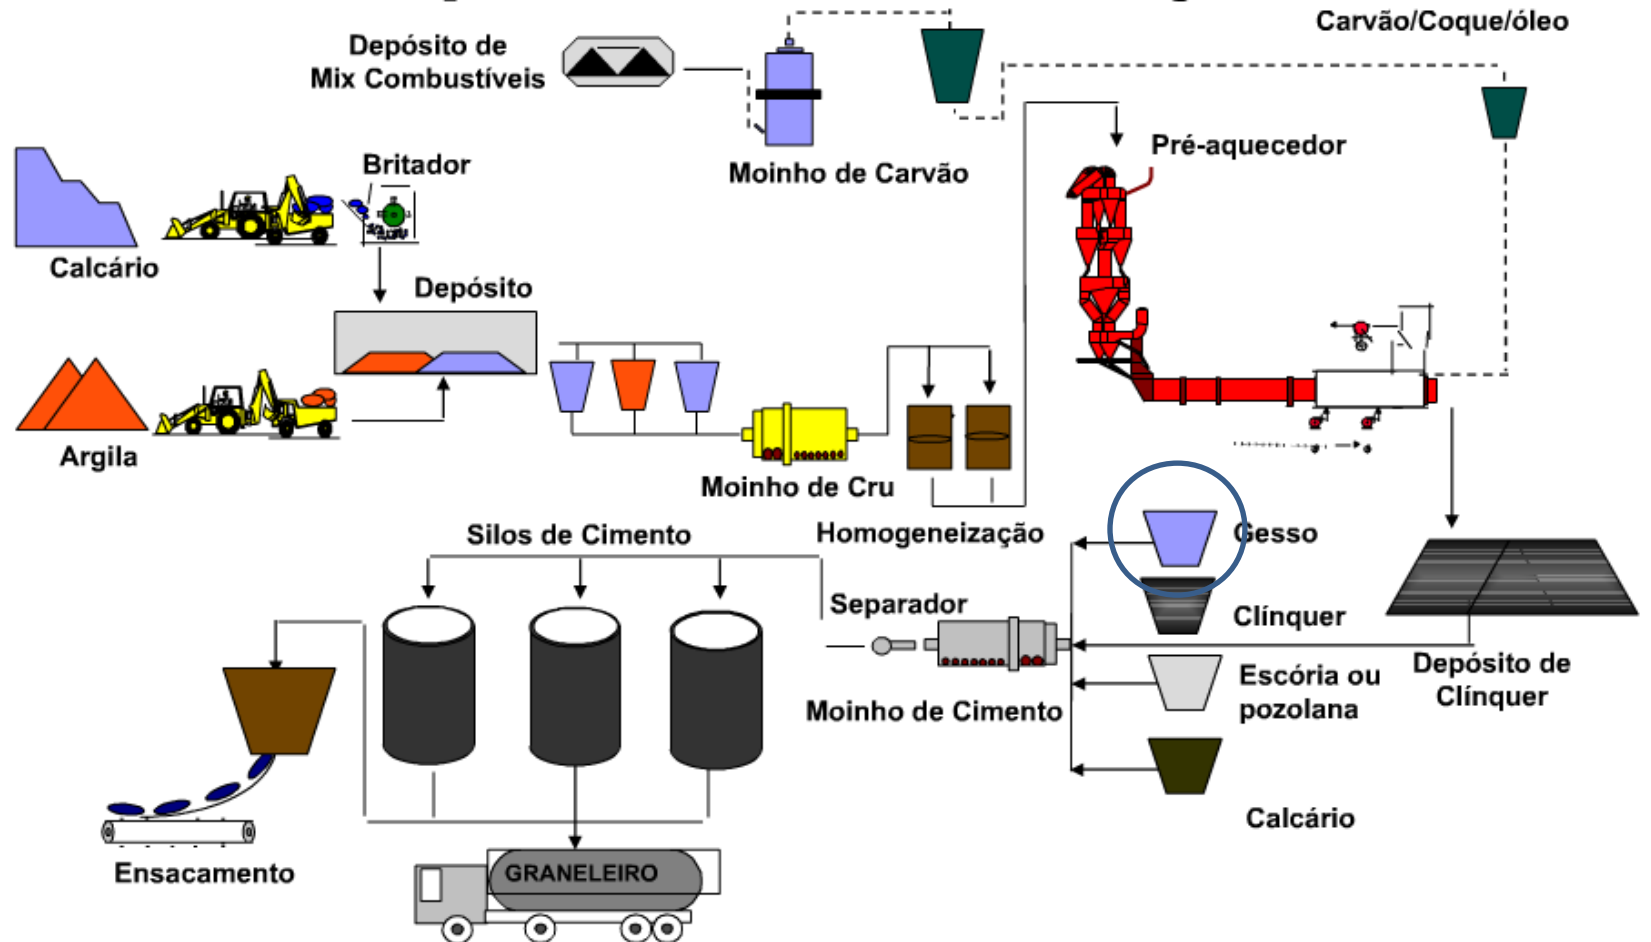 Carvão/Coque/óleo
Depósito de
Mix Combustíveis
Moinho de Carvão
Pré-aquecedor
Britador
Calcário
Depósito
Argila
Moinho de Cru
Homogeneização
Silos de Cimento
Gesso
Separador
Clínquer
Moinho de Cimento
Escória ou
pozolana
Depósito de
Clínquer
Calcário
Ensacamento
GRANELEIRO